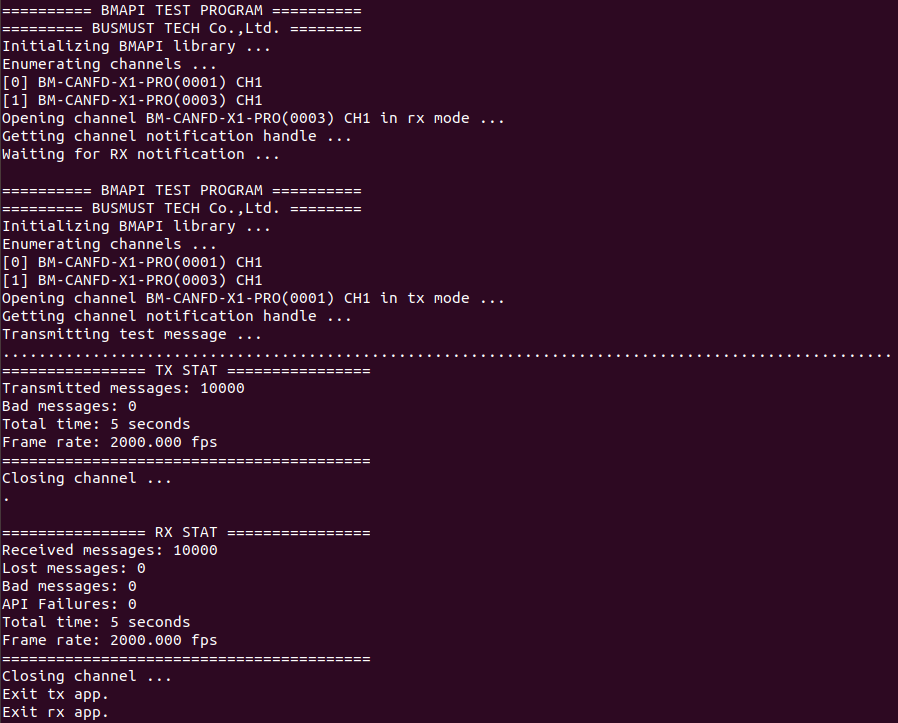 ========== BMAPI TEST PROGRAM ==========
========= BUSMUST TECH Co.,Ltd. ========
Initializing BMAPI library ...
Enumerating channels ...
[0] BM-CANFD-X1-PRO(0001) CH1
[1] BM-CANFD-X1-PRO(0003) CH1
Opening channel BM-CANFD-X1-PRO(0003) CH1 in rx mode ...
Getting channel notification handle ...
Waiting for RX notification ...

========== BMAPI TEST PROGRAM ==========
========= BUSMUST TECH Co.,Ltd. ========
Initializing BMAPI library ...
Enumerating channels ...
[0] BM-CANFD-X1-PRO(0001) CH1
[1] BM-CANFD-X1-PRO(0003) CH1
Opening channel BM-CANFD-X1-PRO(0001) CH1 in tx mode ...
Getting channel notification handle ...
Transmitting test message ...
...................................................................................................
================ TX STAT ================
Transmitted messages: 10000
Bad messages: 0
Total time: 5 seconds
Frame rate: 2000.000 fps
=========================================
Closing channel ...
.

================ RX STAT ================
Received messages: 10000
Lost messages: 0
Bad messages: 0
API Failures: 0
Total time: 5 seconds
Frame rate: 2000.000 fps
=========================================
Closing channel ...
Exit tx app.
Exit rx app.